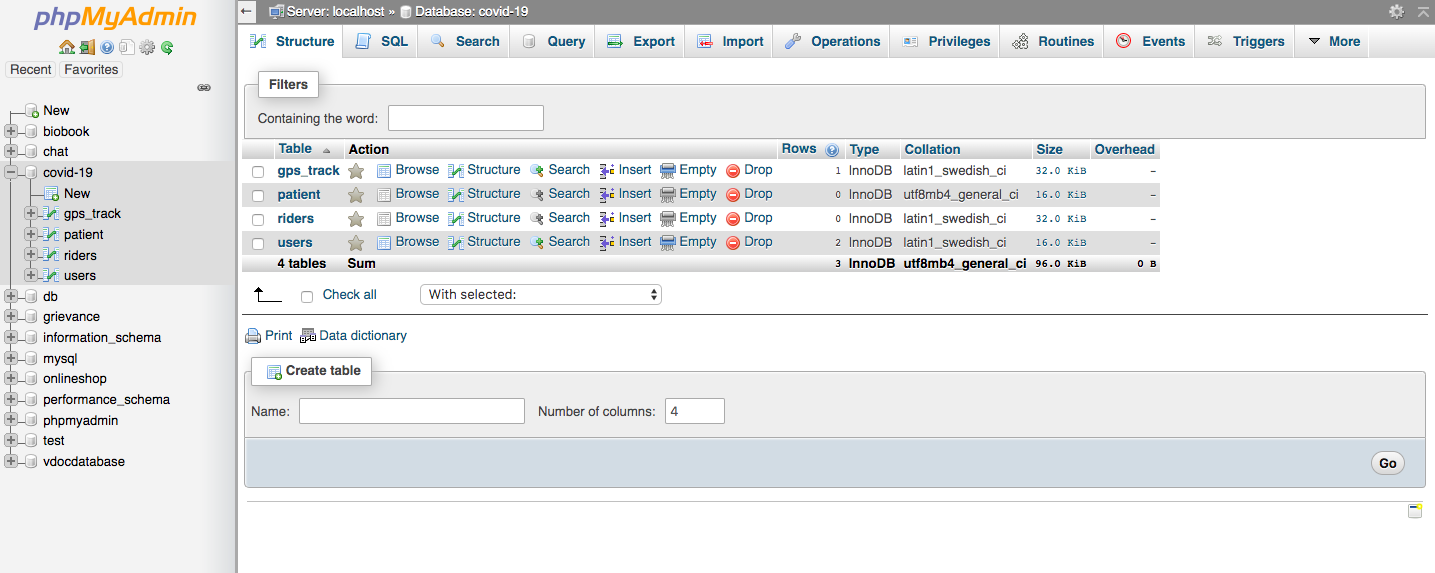 phpMyAdmin
Recent Favorites
New
biobook
chat
covid-19
New
gps_track
patient
riders
users
db
grievance
information_schema
mysql
onlineshop
performance_schema
phpmyadmin
test
vdocdatabase
Server: localhost » Database: covid-19
Structure SQL Search Query Export Import Operations Privileges Routines Events Triggers More
Filters
Containing the word:
Table Action Rows Type Collation Size Overhead
gps_track Browse Structure Search Insert Empty Drop 1 InnoDB latin1_swedish_ci 32.0 KiB –
patient Browse Structure Search Insert Empty Drop 0 InnoDB utf8mb4_general_ci 16.0 KiB –
riders Browse Structure Search Insert Empty Drop 0 InnoDB latin1_swedish_ci 32.0 KiB –
users Browse Structure Search Insert Empty Drop 2 InnoDB latin1_swedish_ci 16.0 KiB –
4 tables Sum 3 InnoDB utf8mb4_general_ci 96.0 KiB 0 B
Check all With selected:
Print Data dictionary
Create table
Name: Number of columns: 4
Go